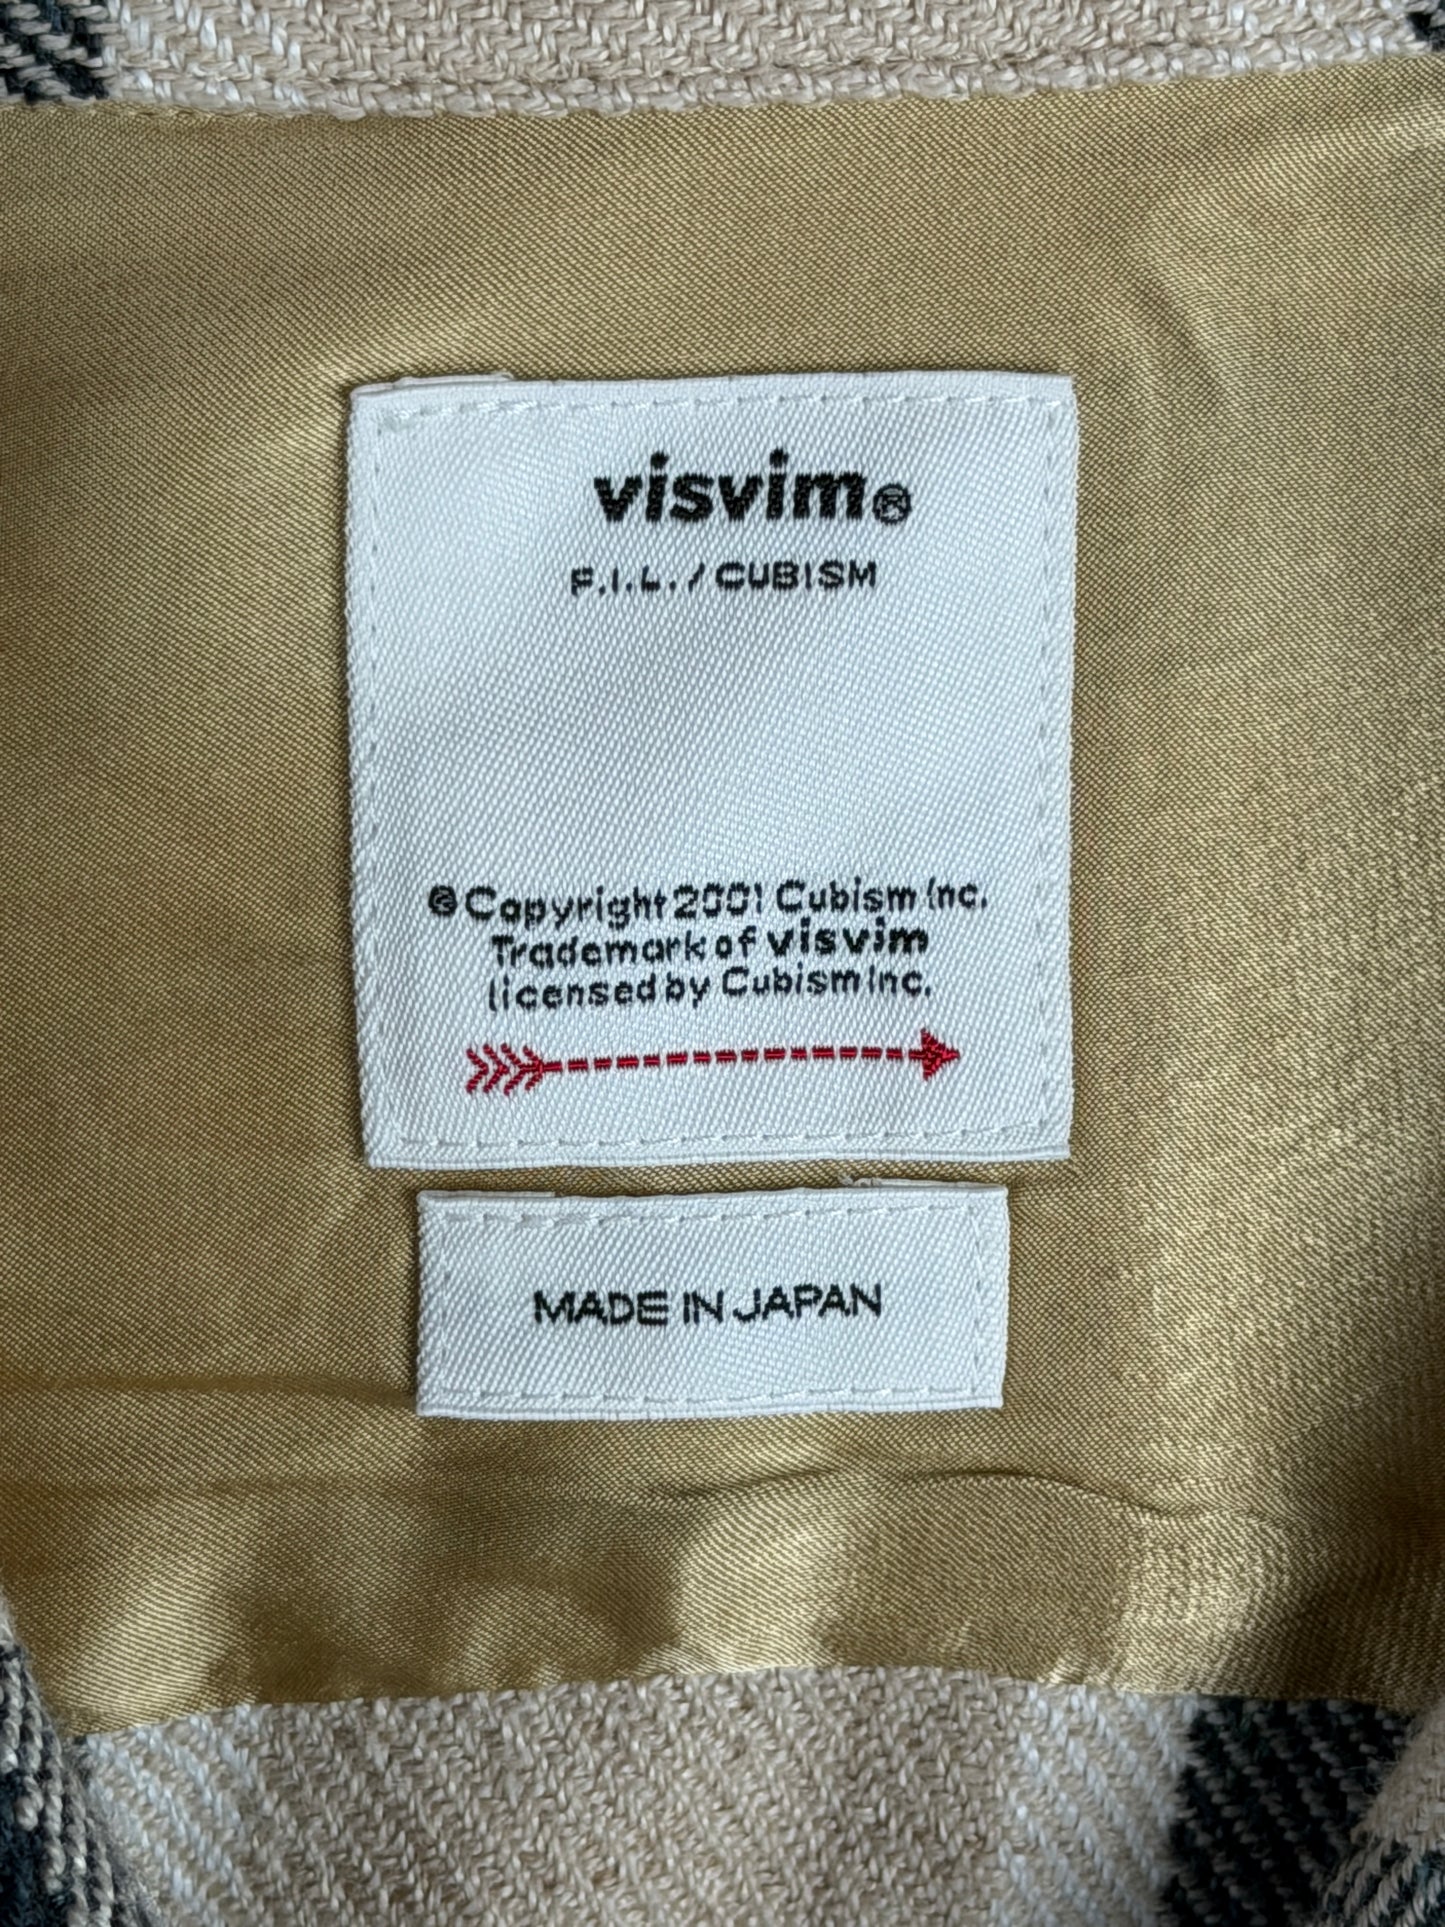 visvim®
F.I.L. / CUBISM
©Copyright 2001 Cubism Inc.
Trademark of visvim
licensed by Cubism Inc.
MADE IN JAPAN